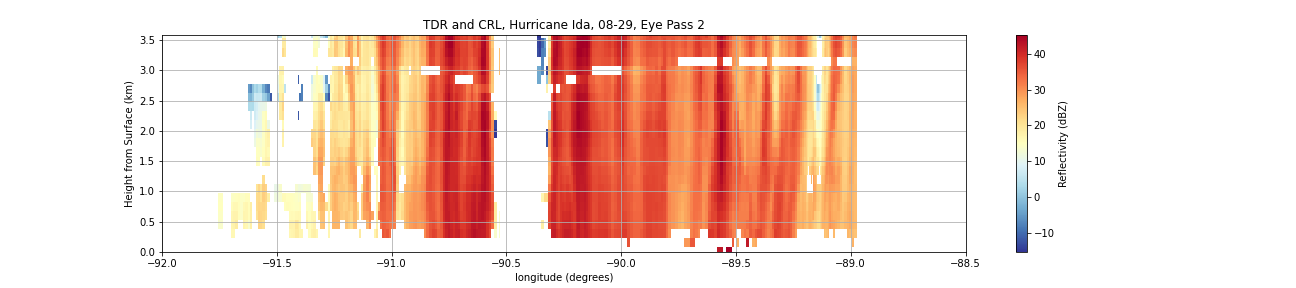 TDR and CRL, Hurricane Ida, 08-29, Eye Pass 2
3.5
3.0
2.5
2.0
1.5
1.0
0.5
0.0
Height from Surface (km)
−92.0 −91.5 −91.0 −90.5 −90.0 −89.5 −89.0 −88.5
longitude (degrees)
40
30
20
10
0
−10
Reflectivity (dBZ)